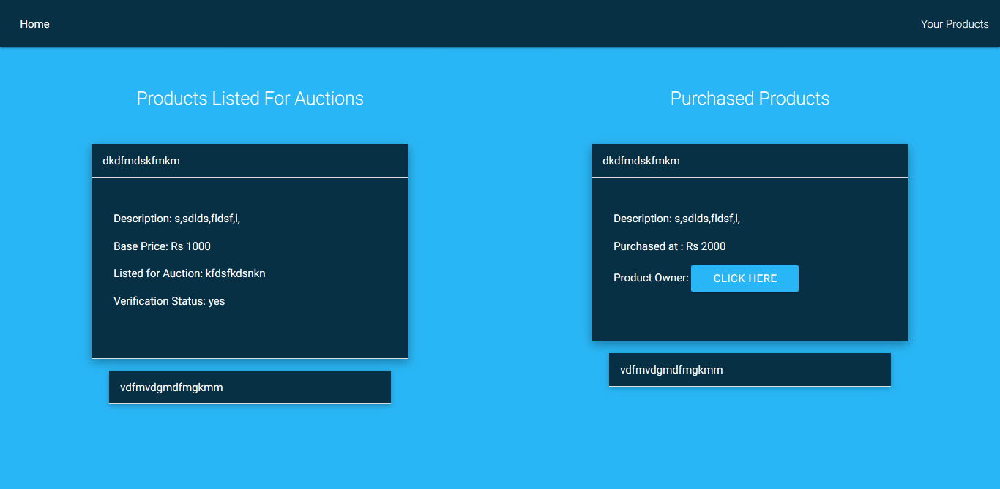 Home
Your Products
Products Listed For Auctions
dkdfmdskfmkm
Description: s,sdlds,fldsf,l,
Base Price: Rs 1000
Listed for Auction: kfdsfkdsnkn
Verification Status: yes
vdfmvdgmdfmgkmm
Purchased Products
dkdfmdskfmkm
Description: s,sdlds,fldsf,l,
Purchased at : Rs 2000
Product Owner: CLICK HERE
vdfmvdgmdfmgkmm